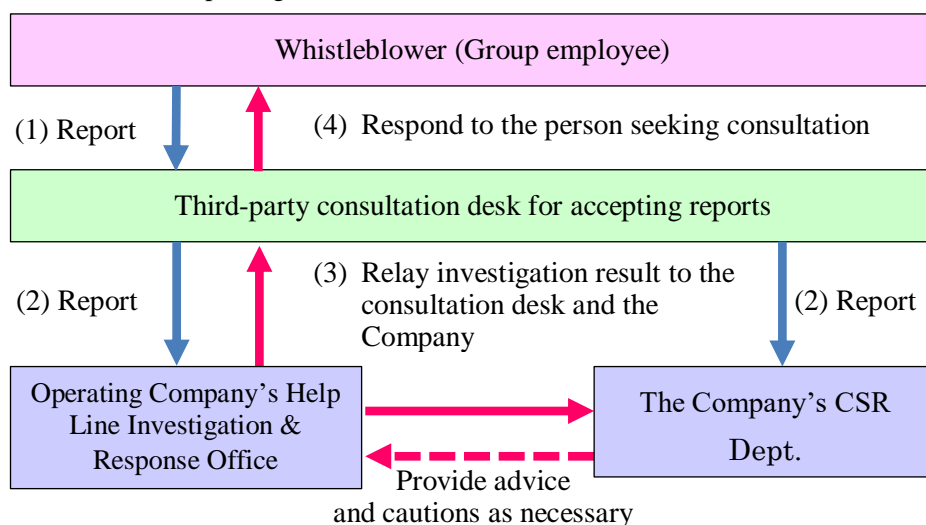 Whistleblower (Group employee)
(1) Report
(4) Respond to the person seeking consultation
Third-party consultation desk for accepting reports
(2) Report
(3) Relay investigation result to the
consultation desk and the
Company
(2) Report
Operating Company's Help
Line Investigation &
Response Office
The Company's CSR
Dept.
Provide advice
and cautions as necessary